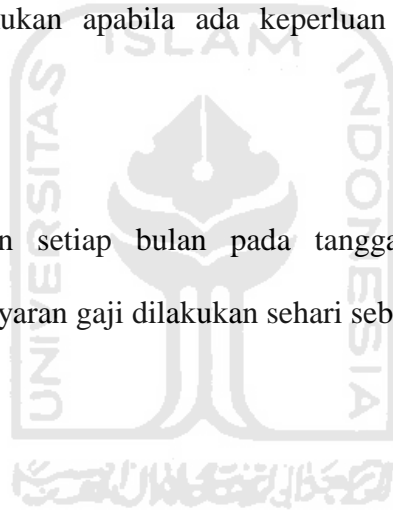 ukan apabila ada keperluan
ISLAM
UNIVERSITAS
INDONESIA
n setiap bulan pada tangga
yaran gaji dilakukan sehari seb